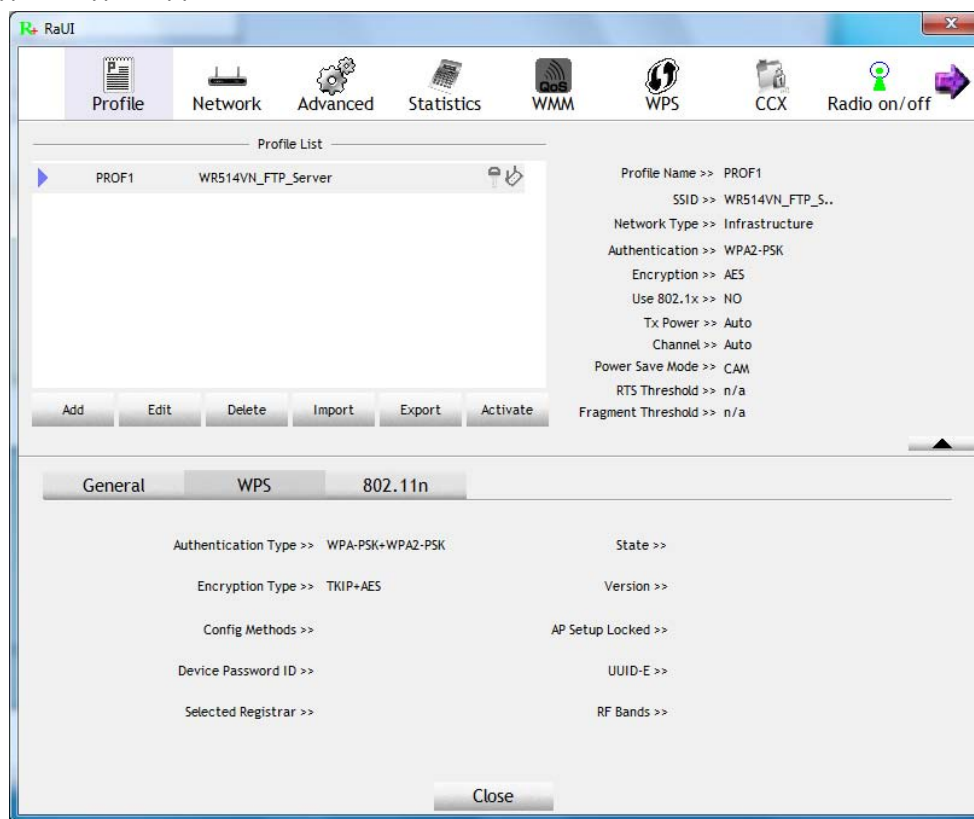 RaUI
Profile Network Advanced Statistics WMM WPS CCX Radio on/off
QoS
Profile List
PROF1 WR514VN_FTP_Server
Add Edit Delete Import Export Activate
Profile Name >> PROF1
SSID >> WR514VN_FTP_S..
Network Type >> Infrastructure
Authentication >> WPA2-PSK
Encryption >> AES
Use 802.1x >> NO
Tx Power >> Auto
Channel >> Auto
Power Save Mode >> CAM
RTS Threshold >> n/a
Fragment Threshold >> n/a
General WPS 802.11n
Authentication Type >> WPA-PSK+WPA2-PSK
Encryption Type >> TKIP+AES
Config Methods >>
Device Password ID >>
Selected Registrar >>
State >>
Version >>
AP Setup Locked >>
UUID-E >>
RF Bands >>
Close